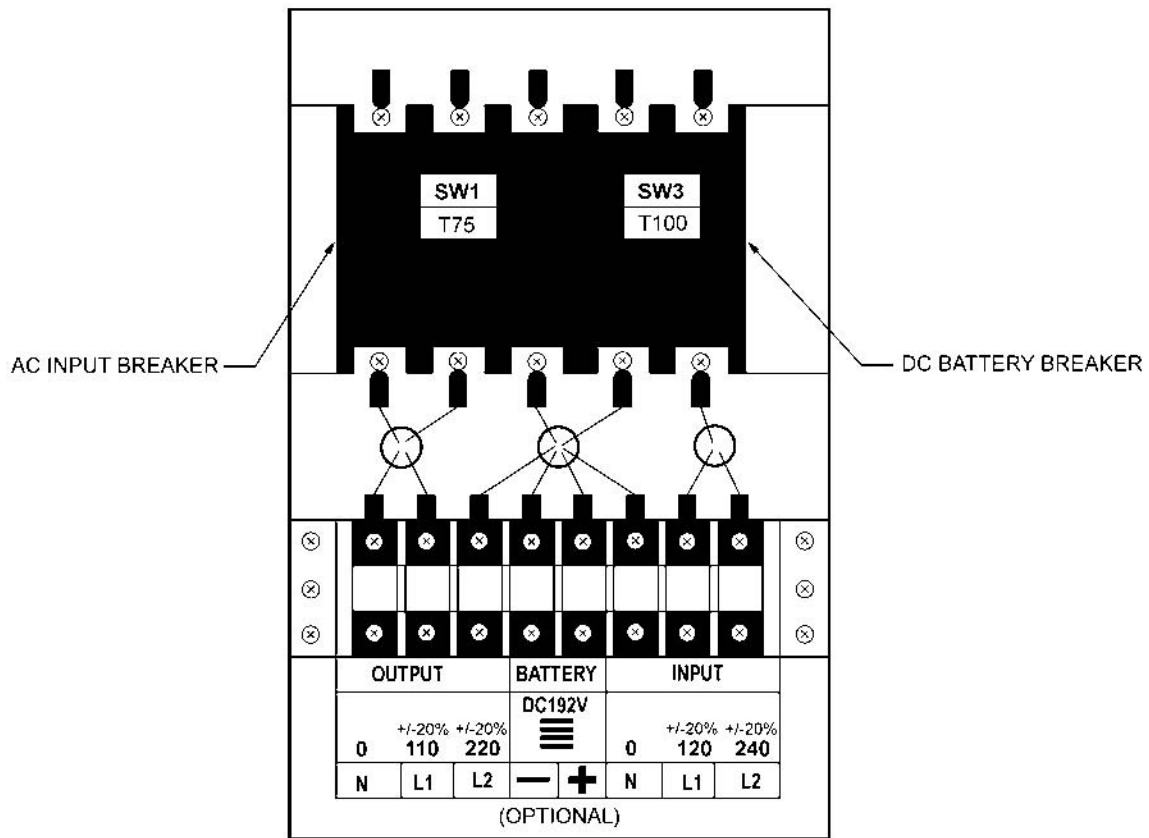 SW1
T75
SW3
T100
AC INPUT BREAKER
DC BATTERY BREAKER
OUTPUT BATTERY INPUT
DC192V
+/-20% +/-20% +/-20% +/-20%
0 110 220 0 120 240
N L1 L2 − + N L1 L2
(OPTIONAL)